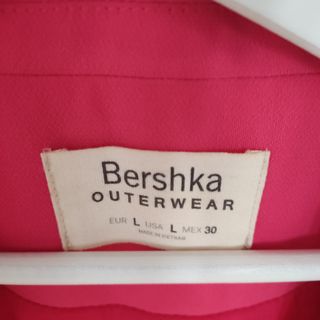 Bershka
OUTERWEAR
EUR L USA L MEX 30
MADE IN VIETNAM